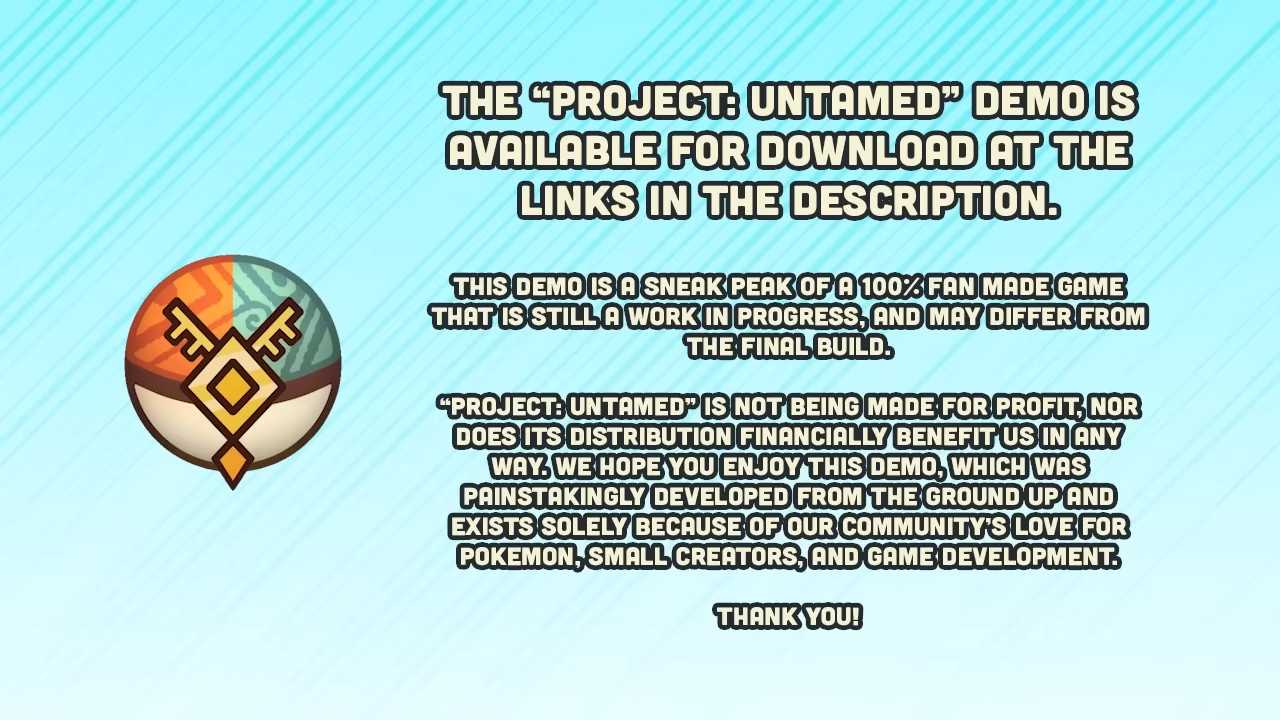 THE “PROJECT: UNTAMED” DEMO IS
AVAILABLE FOR DOWNLOAD AT THE
LINKS IN THE DESCRIPTION.
THIS DEMO IS A SNEAK PEAK OF A 100% FAN MADE GAME
THAT IS STILL A WORK IN PROGRESS, AND MAY DIFFER FROM
THE FINAL BUILD.
“PROJECT: UNTAMED” IS NOT BEING MADE FOR PROFIT, NOR
DOES ITS DISTRIBUTION FINANCIALLY BENEFIT US IN ANY
WAY. WE HOPE YOU ENJOY THIS DEMO, WHICH WAS
PAINSTAKINGLY DEVELOPED FROM THE GROUND UP AND
EXISTS SOLELY BECAUSE OF OUR COMMUNITY’S LOVE FOR
POKEMON, SMALL CREATORS, AND GAME DEVELOPMENT.
THANK YOU!